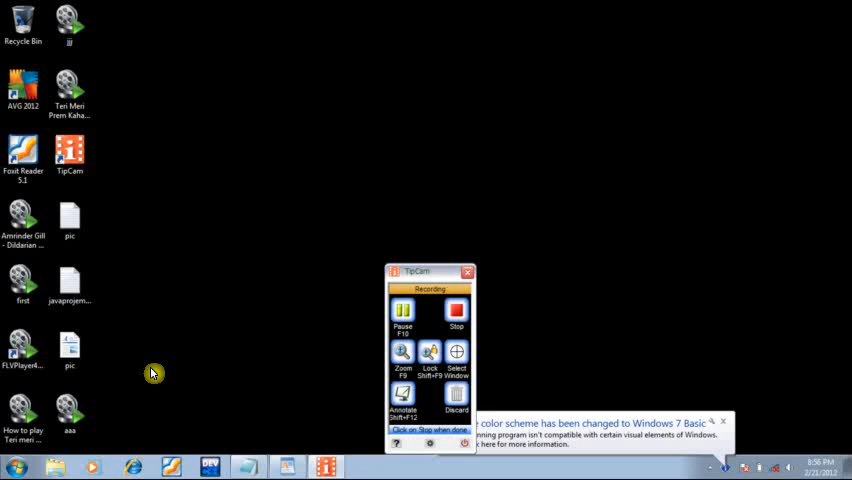 Recycle Bin
jjj
AVG 2012
Teri Meri
Prem Kaha...
Foxit Reader
5.1
TipCam
Amrinder Gill
- Dildarian ...
pic
first
javaprojem...
FLVPlayer4...
pic
How to play
Teri meri ...
aaa
TipCam
Recording
Pause
F10
Stop
Zoom
F9
Lock
Shift+F9
Select
Window
Annotate
Shift+F12
Discard
Click on Stop when done
color scheme has been changed to Windows 7 Basic
nning program isn't compatible with certain visual elements of Windows.
k here for more information.
DEV
8:56 PM
2/21/2012